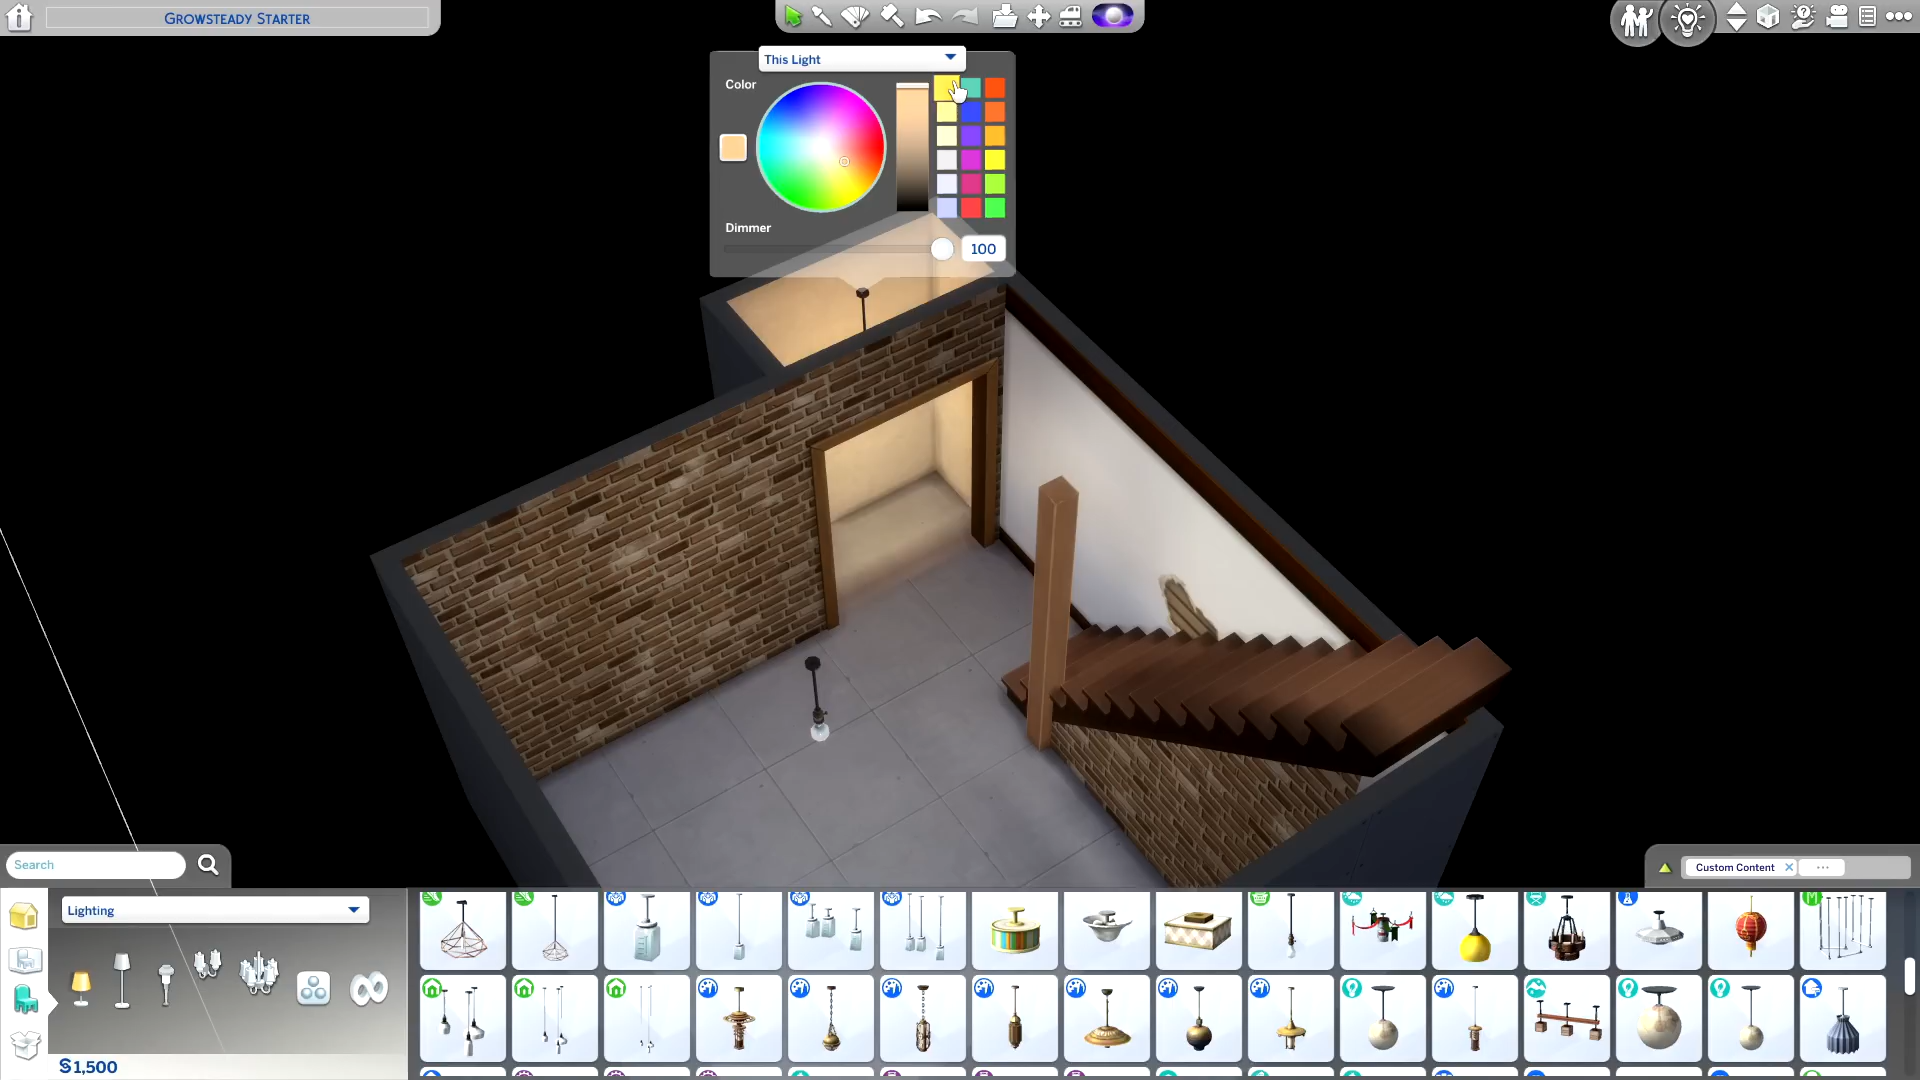 Growsteady Starter
This Light
Color
Dimmer
100
Search
Custom Content
Lighting
§1,500